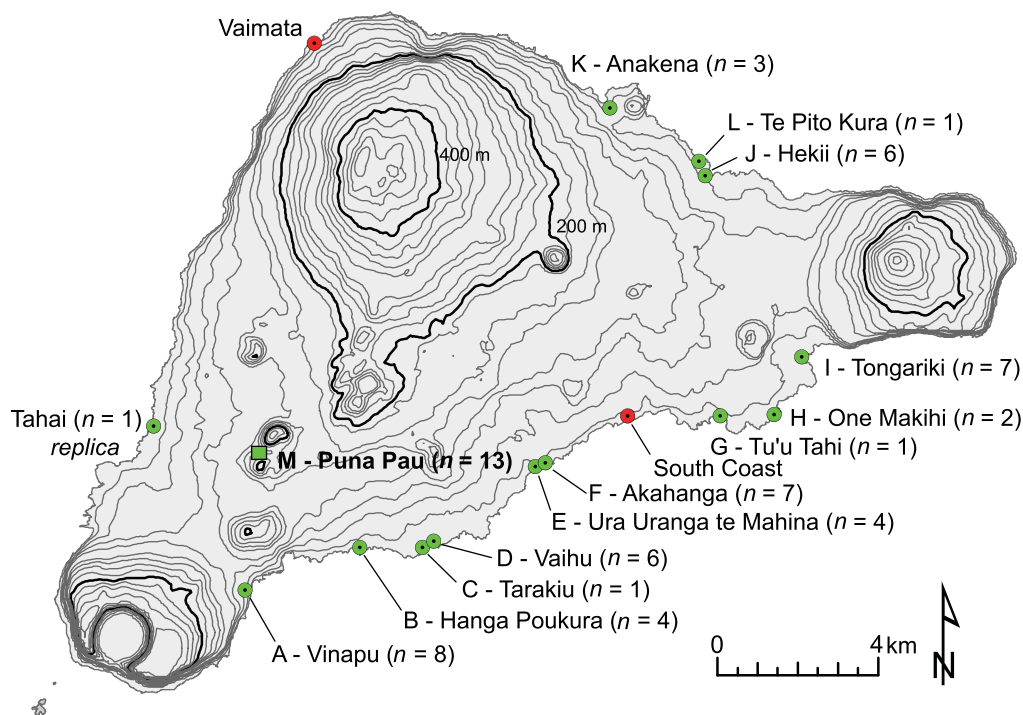 Vaimata
K - Anakena (n = 3)
L - Te Pito Kura (n = 1)
400 m
J - Hekii (n = 6)
200 m
I - Tongariki (n = 7)
Tahai (n = 1)
replica
H - One Makihi (n = 2)
G - Tu'u Tahi (n = 1)
M - Puna Pau (n = 13)
South Coast
F - Akahanga (n = 7)
E - Ura Uranga te Mahina (n = 4)
D - Vaihu (n = 6)
C - Tarakiu (n = 1)
B - Hanga Poukura (n = 4)
A - Vinapu (n = 8)
0 4 km
N